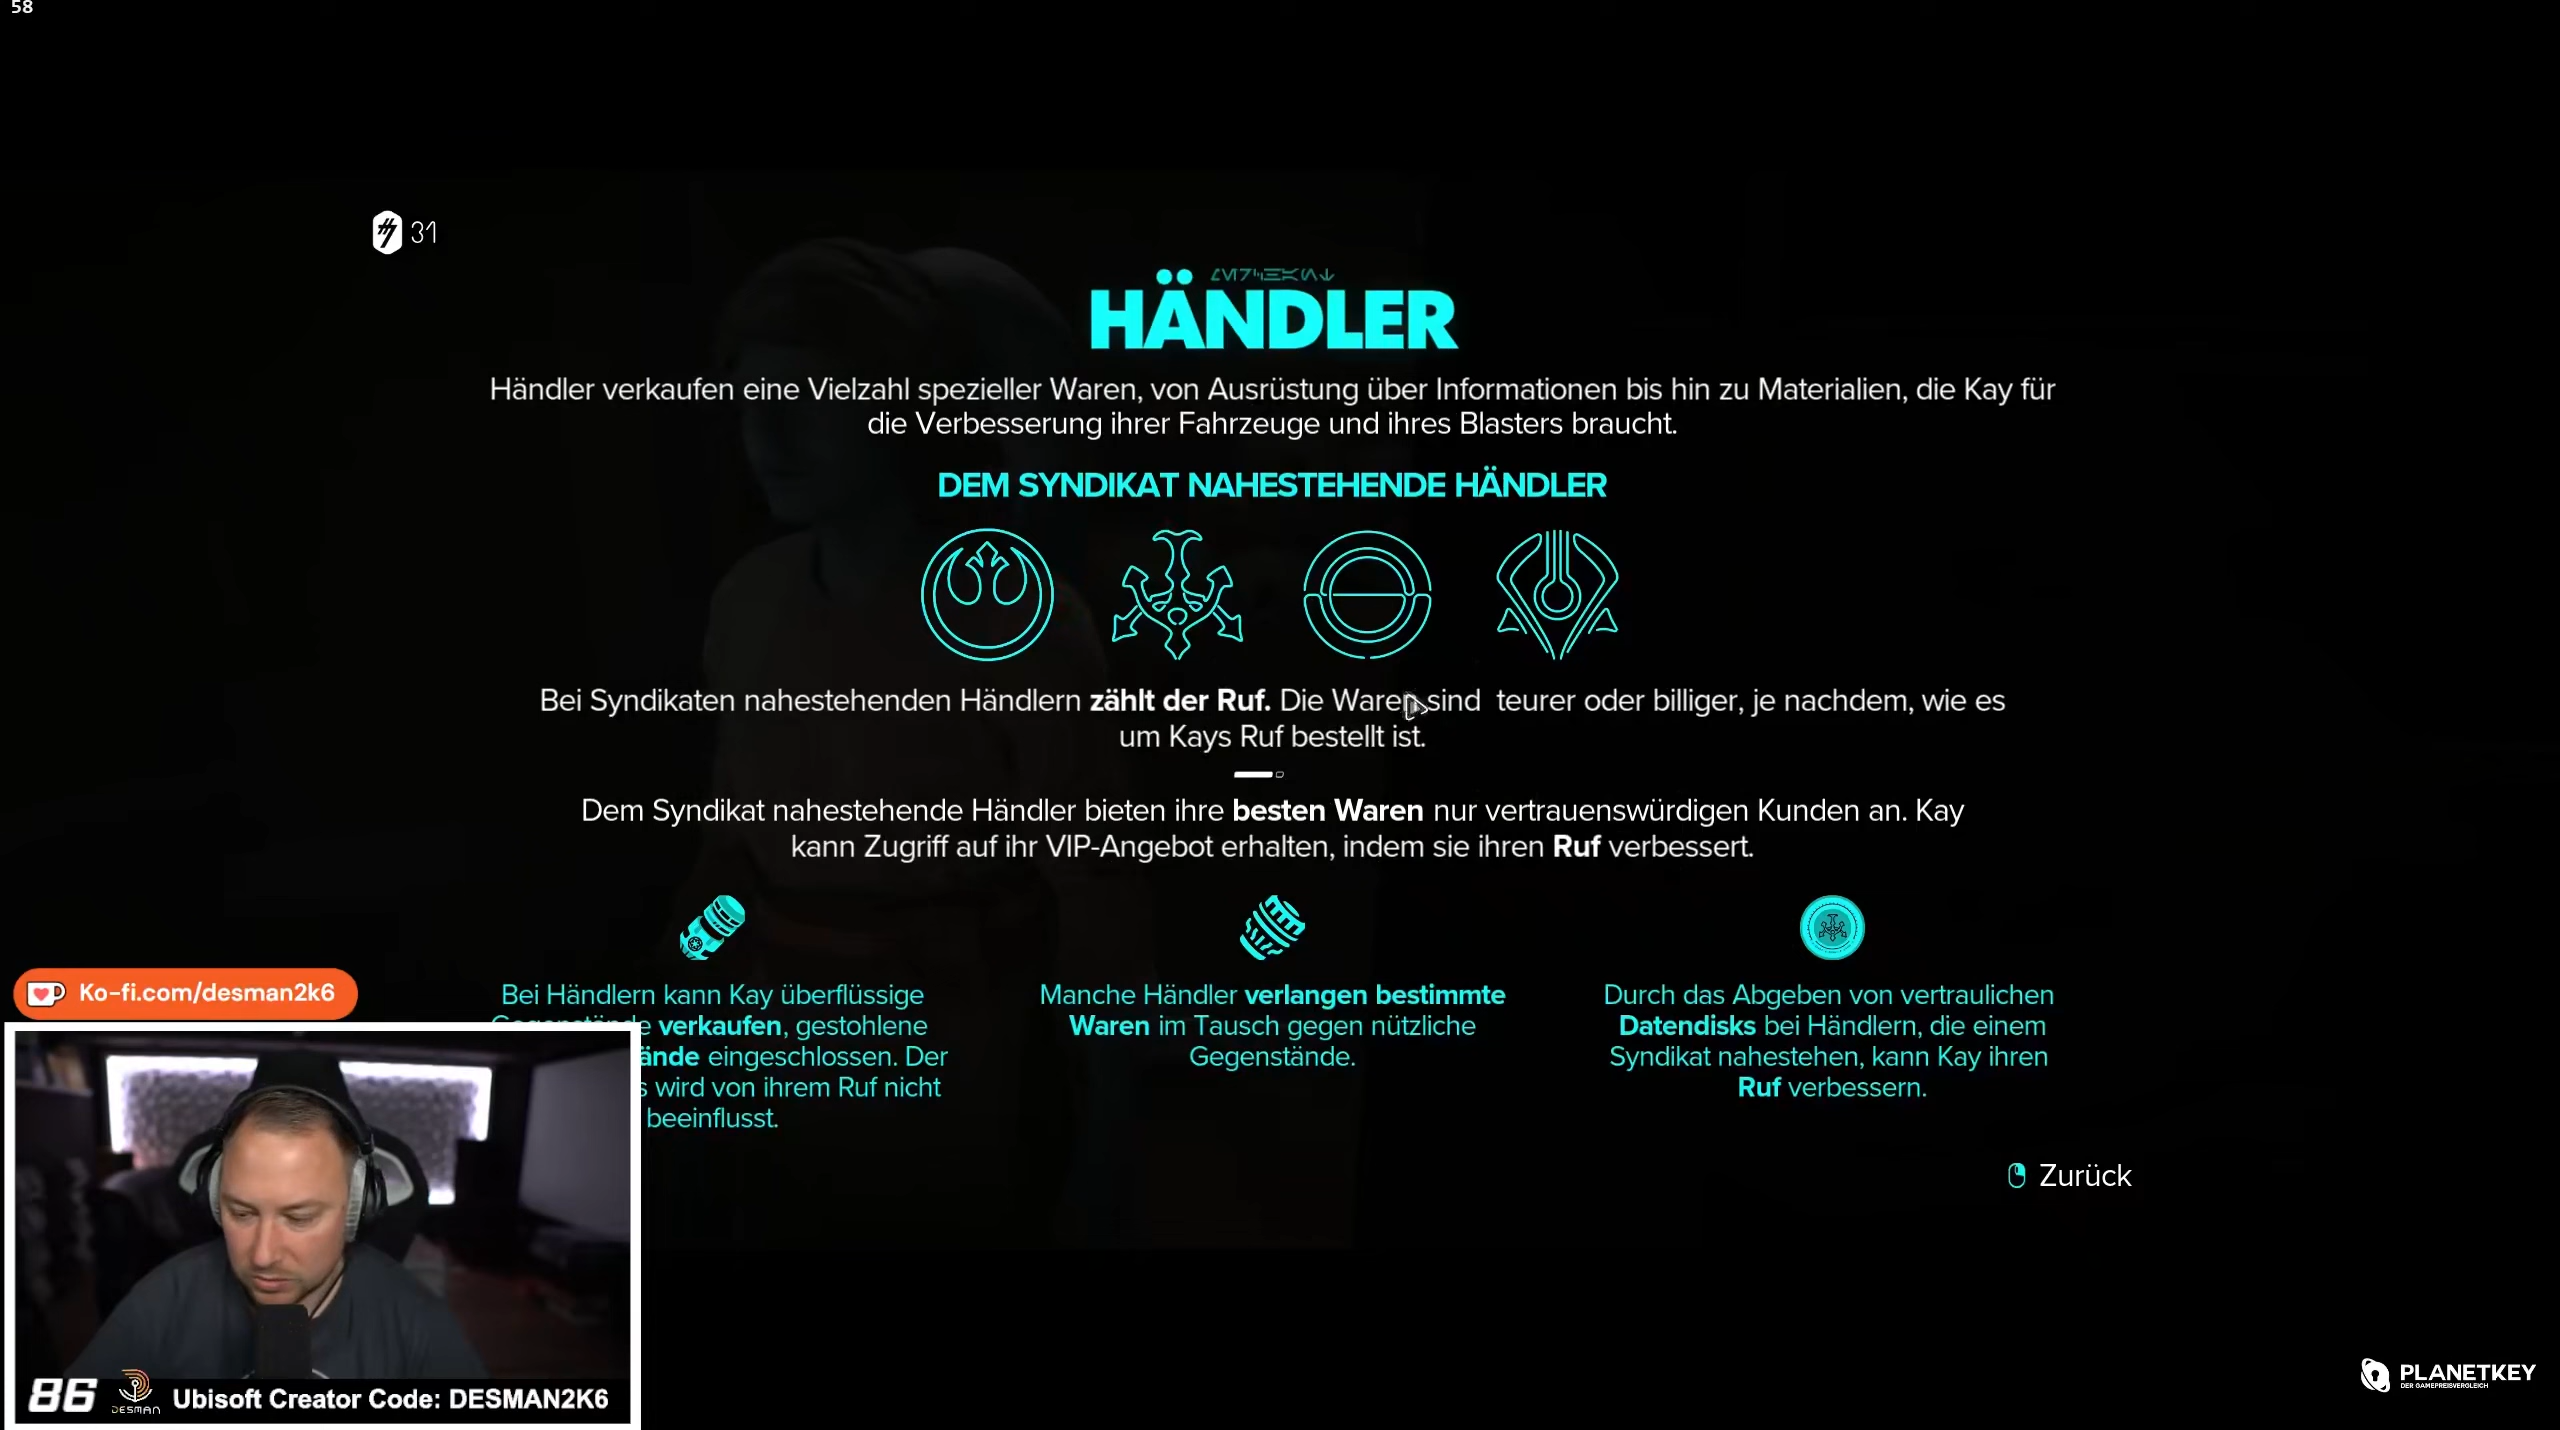 58
31
HÄNDLER
Händler verkaufen eine Vielzahl spezieller Waren, von Ausrüstung über Informationen bis hin zu Materialien, die Kay für
die Verbesserung ihrer Fahrzeuge und ihres Blasters braucht.
DEM SYNDIKAT NAHESTEHENDE HÄNDLER
Bei Syndikaten nahestehenden Händlern zählt der Ruf. Die Waren sind teurer oder billiger, je nachdem, wie es
um Kays Ruf bestellt ist.
Dem Syndikat nahestehende Händler bieten ihre besten Waren nur vertrauenswürdigen Kunden an. Kay
kann Zugriff auf ihr VIP-Angebot erhalten, indem sie ihren Ruf verbessert.
Bei Händlern kann Kay überflüssige
verkaufen, gestohlene
ände eingeschlossen. Der
s wird von ihrem Ruf nicht
beeinflusst.
Manche Händler verlangen bestimmte
Waren im Tausch gegen nützliche
Gegenstände.
Durch das Abgeben von vertraulichen
Datendisks bei Händlern, die einem
Syndikat nahestehen, kann Kay ihren
Ruf verbessern.
Zurück
Ko-fi.com/desman2k6
86 DESMAN Ubisoft Creator Code: DESMAN2K6
PLANETKEY
DER GAMEPREISVERGLEICH